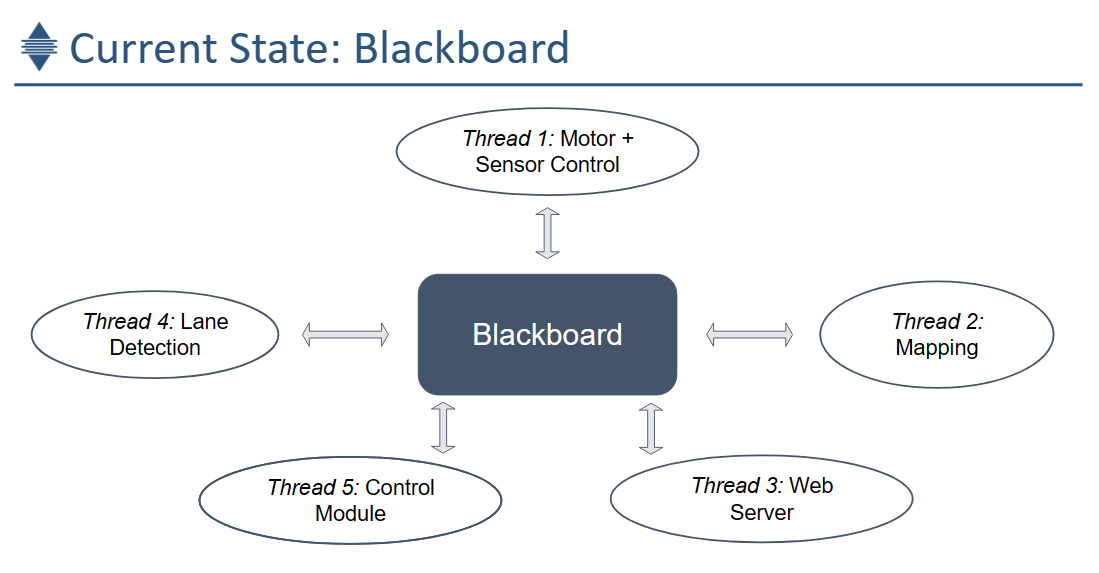 Current State: Blackboard
Thread 1: Motor +
Sensor Control
Thread 4: Lane
Detection
Blackboard
Thread 2:
Mapping
Thread 5: Control
Module
Thread 3: Web
Server